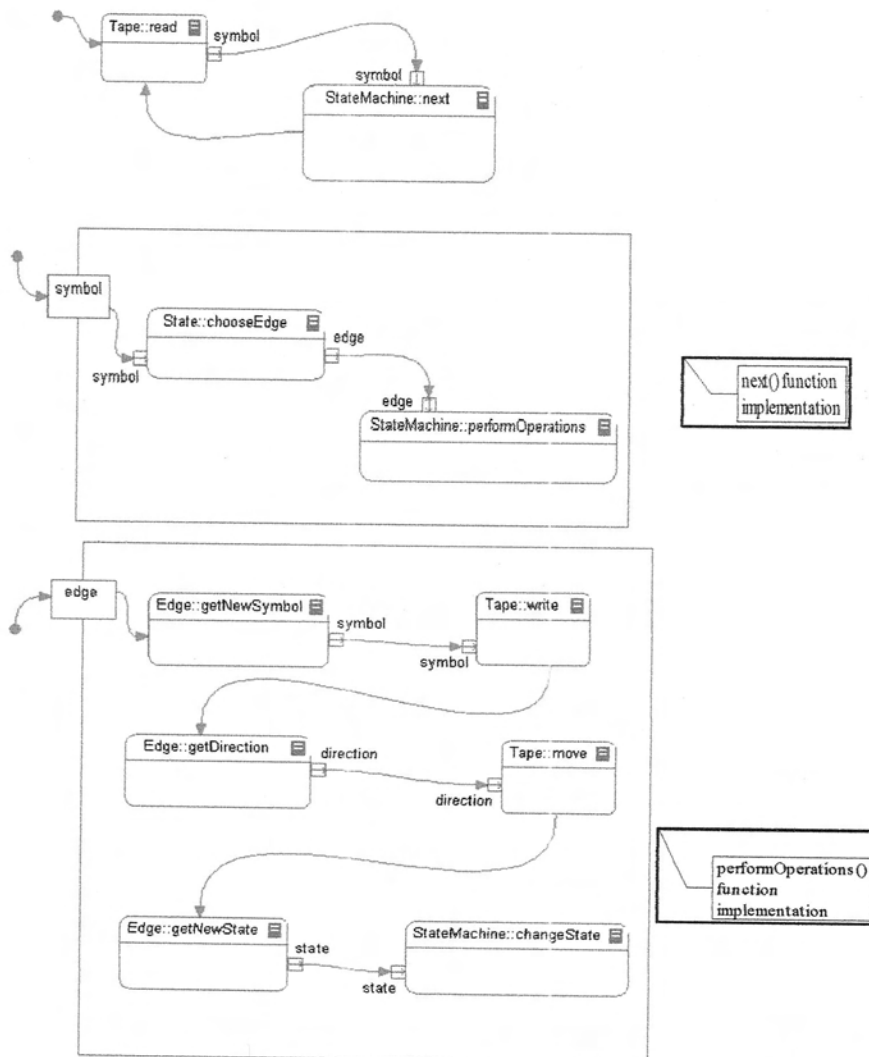 Tape::read
symbol
symbol
StateMachine::next
symbol
State::chooseEdge
symbol
edge
edge
StateMachine::performOperations
next() function
implementation
edge
Edge::getNewSymbol
symbol
Tape::write
symbol
Edge::getDirection
direction
Tape::move
direction
performOperations()
function
implementation
Edge::getNewState
state
StateMachine::changeState
state